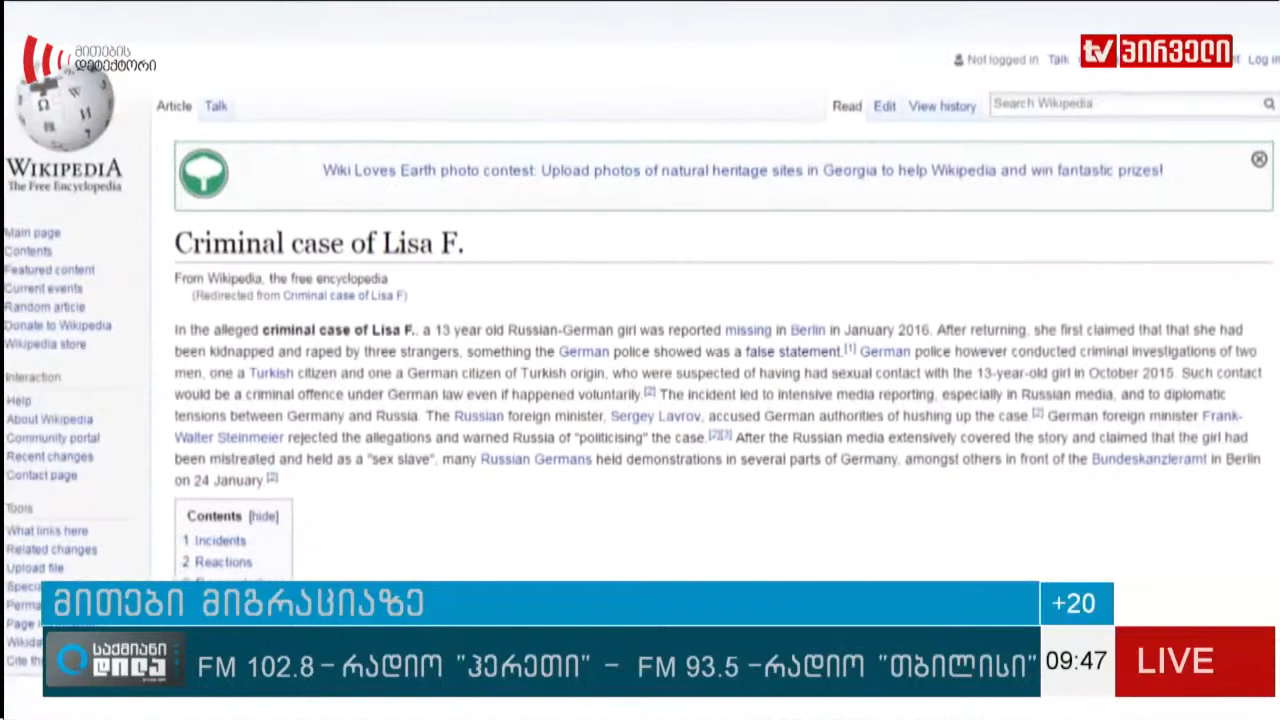 მითების
დეტექტორი
Not logged in Talk
Log in
tv პირველი
Article Talk
Read Edit View history Search Wikipedia
WIKIPEDIA
The Free Encyclopedia
Wiki Loves Earth photo contest: Upload photos of natural heritage sites in Georgia to help Wikipedia and win fantastic prizes!
Main page
Contents
Featured content
Current events
Random article
Donate to Wikipedia
Wikipedia store
Interaction
Help
About Wikipedia
Community portal
Recent changes
Contact page
Tools
What links here
Related changes
Upload file
Criminal case of Lisa F.
From Wikipedia, the free encyclopedia
(Redirected from Criminal case of Lisa F)
In the alleged criminal case of Lisa F., a 13 year old Russian-German girl was reported missing in Berlin in January 2016. After returning, she first claimed that that she had
been kidnapped and raped by three strangers, something the German police showed was a false statement.[1] German police however conducted criminal investigations of two
men, one a Turkish citizen and one a German citizen of Turkish origin, who were suspected of having had sexual contact with the 13-year-old girl in October 2015. Such contact
would be a criminal offence under German law even if happened voluntarily.[2] The incident led to intensive media reporting, especially in Russian media, and to diplomatic
tensions between Germany and Russia. The Russian foreign minister, Sergey Lavrov, accused German authorities of hushing up the case.[2] German foreign minister Frank-
Walter Steinmeier rejected the allegations and warned Russia of "politicising" the case.[2][3] After the Russian media extensively covered the story and claimed that the girl had
been mistreated and held as a "sex slave", many Russian Germans held demonstrations in several parts of Germany, amongst others in front of the Bundeskanzleramt in Berlin
on 24 January.[2]
Contents [hide]
1 Incidents
2 Reactions
მითები მიგრაციაზე
+20
საქმიანი
დილა
FM 102.8 – რადიო "ჰერეთი" – FM 93.5 –რადიო "თბილისი"
09:47
LIVE